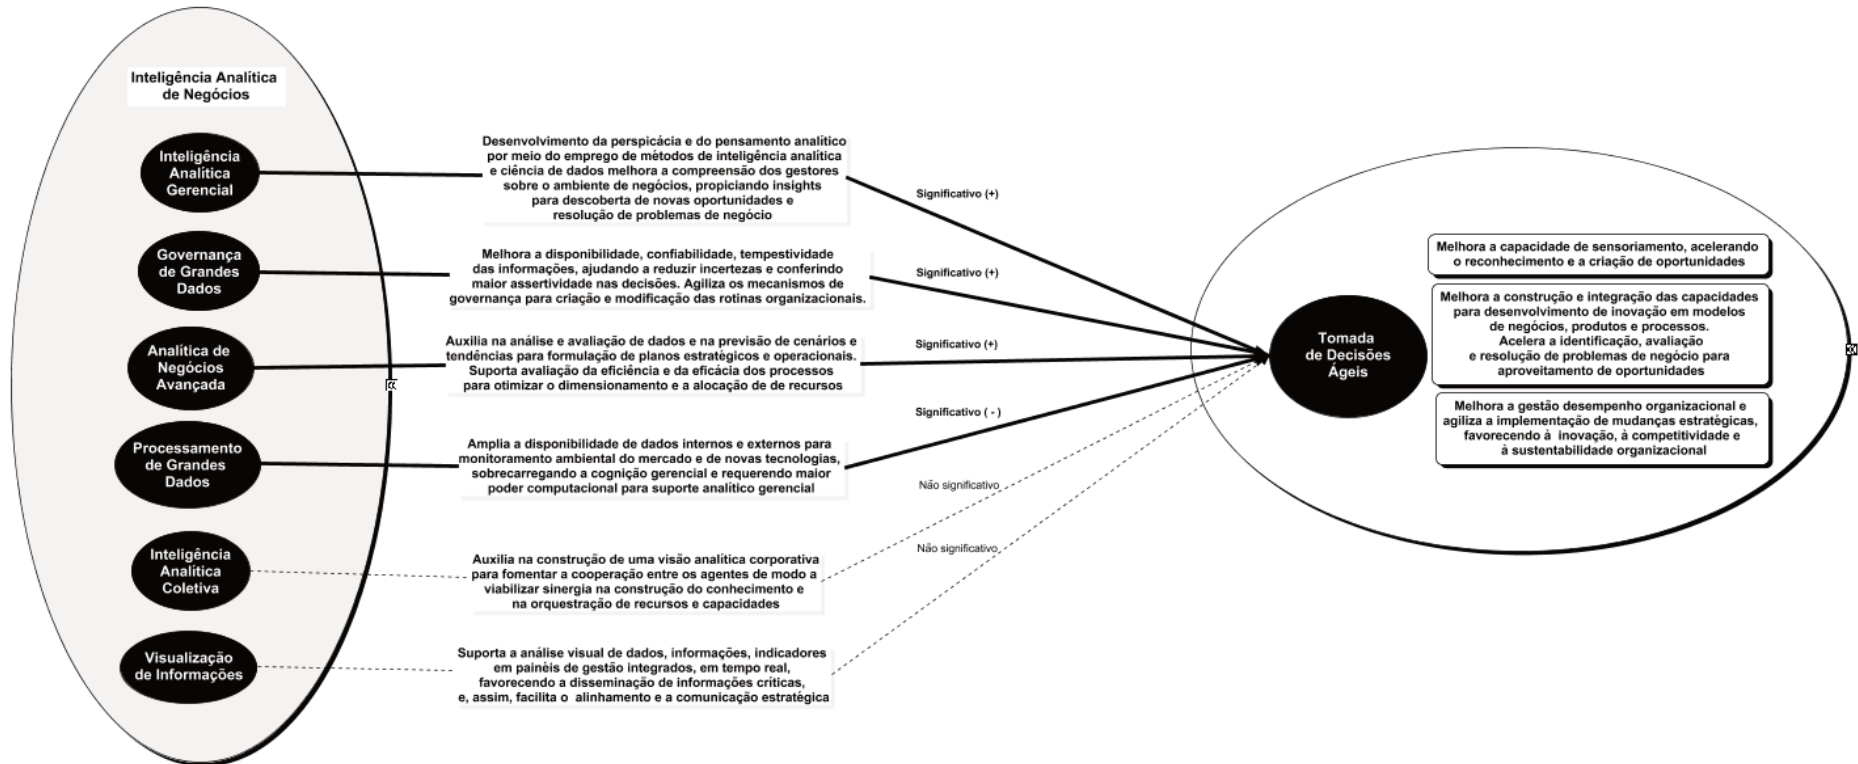 Inteligência Analítica
de Negócios
Inteligência
Analítica
Gerencial
Desenvolvimento da perspicácia e do pensamento analítico
por meio do emprego de métodos de inteligência analítica
e ciência de dados melhora a compreensão dos gestores
sobre o ambiente de negócios, propiciando insights
para descoberta de novas oportunidades e
resolução de problemas de negócio
Significativo (+)
Governança
de Grandes
Dados
Melhora a disponibilidade, confiabilidade, tempestividade
das informações, ajudando a reduzir incertezas e conferindo
maior assertividade nas decisões. Agiliza os mecanismos de
governança para criação e modificação das rotinas organizacionais.
Significativo (+)
Analítica de
Negócios
Avançada
Auxilia na análise e avaliação de dados e na previsão de cenários e
tendências para formulação de planos estratégicos e operacionais.
Suporta avaliação da eficiência e da eficácia dos processos
para otimizar o dimensionamento e a alocação de de recursos
Significativo (+)
Processamento
de Grandes
Dados
Amplia a disponibilidade de dados internos e externos para
monitoramento ambiental do mercado e de novas tecnologias,
sobrecarregando a cognição gerencial e requerendo maior
poder computacional para suporte analítico gerencial
Significativo ( - )
Inteligência
Analítica
Coletiva
Auxilia na construção de uma visão analítica corporativa
para fomentar a cooperação entre os agentes de modo a
viabilizar sinergia na construção do conhecimento e
na orquestração de recursos e capacidades
Não significativo
Visualização
de Informações
Suporta a análise visual de dados, informações, indicadores
em painéis de gestão integrados, em tempo real,
favorecendo a disseminação de informações críticas,
e, assim, facilita o alinhamento e a comunicação estratégica
Não significativo
Tomada
de Decisões
Ágeis
Melhora a capacidade de sensoriamento, acelerando
o reconhecimento e a criação de oportunidades
Melhora a construção e integração das capacidades
para desenvolvimento de inovação em modelos
de negócios, produtos e processos.
Acelera a identificação, avaliação
e resolução de problemas de negócio para
aproveitamento de oportunidades
Melhora a gestão desempenho organizacional e
agiliza a implementação de mudanças estratégicas,
favorecendo à inovação, à competitividade e
à sustentabilidade organizacional